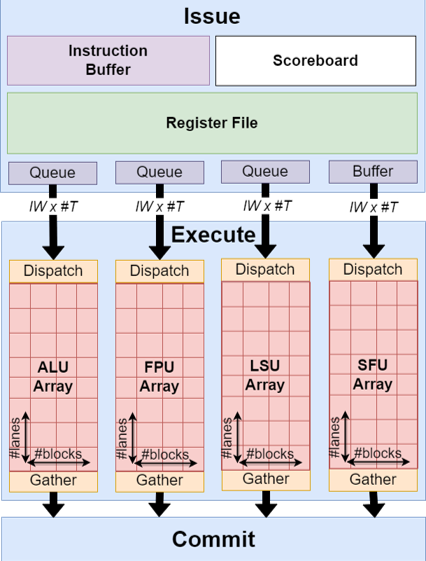 Issue
Instruction
Buffer
Scoreboard
Register File
Queue
Queue
Queue
Buffer
IW x #T
IW x #T
IW x #T
IW x #T
Execute
Dispatch
Dispatch
Dispatch
Dispatch
ALU
Array
FPU
Array
LSU
Array
SFU
Array
#lanes
#blocks
#lanes
#blocks
#lanes
#blocks
#lanes
#blocks
Gather
Gather
Gather
Gather
Commit